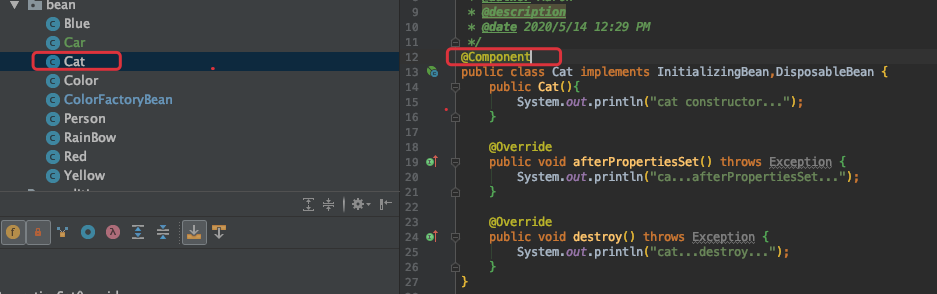 bean
Blue
Car
Cat
Color
ColorFactoryBean
Person
RainBow
Red
Yellow
9 * @description
10 * @date 2020/5/14 12:29 PM
11 */
12 @Component
13 public class Cat implements InitializingBean,DisposableBean {
14 public Cat(){
15 System.out.println("cat constructor...");
16 }
17
18 @Override
19 public void afterPropertiesSet() throws Exception {
20 System.out.println("ca...afterPropertiesSet...");
21 }
22
23 @Override
24 public void destroy() throws Exception {
25 System.out.println("cat...destroy...");
26 }
27 }